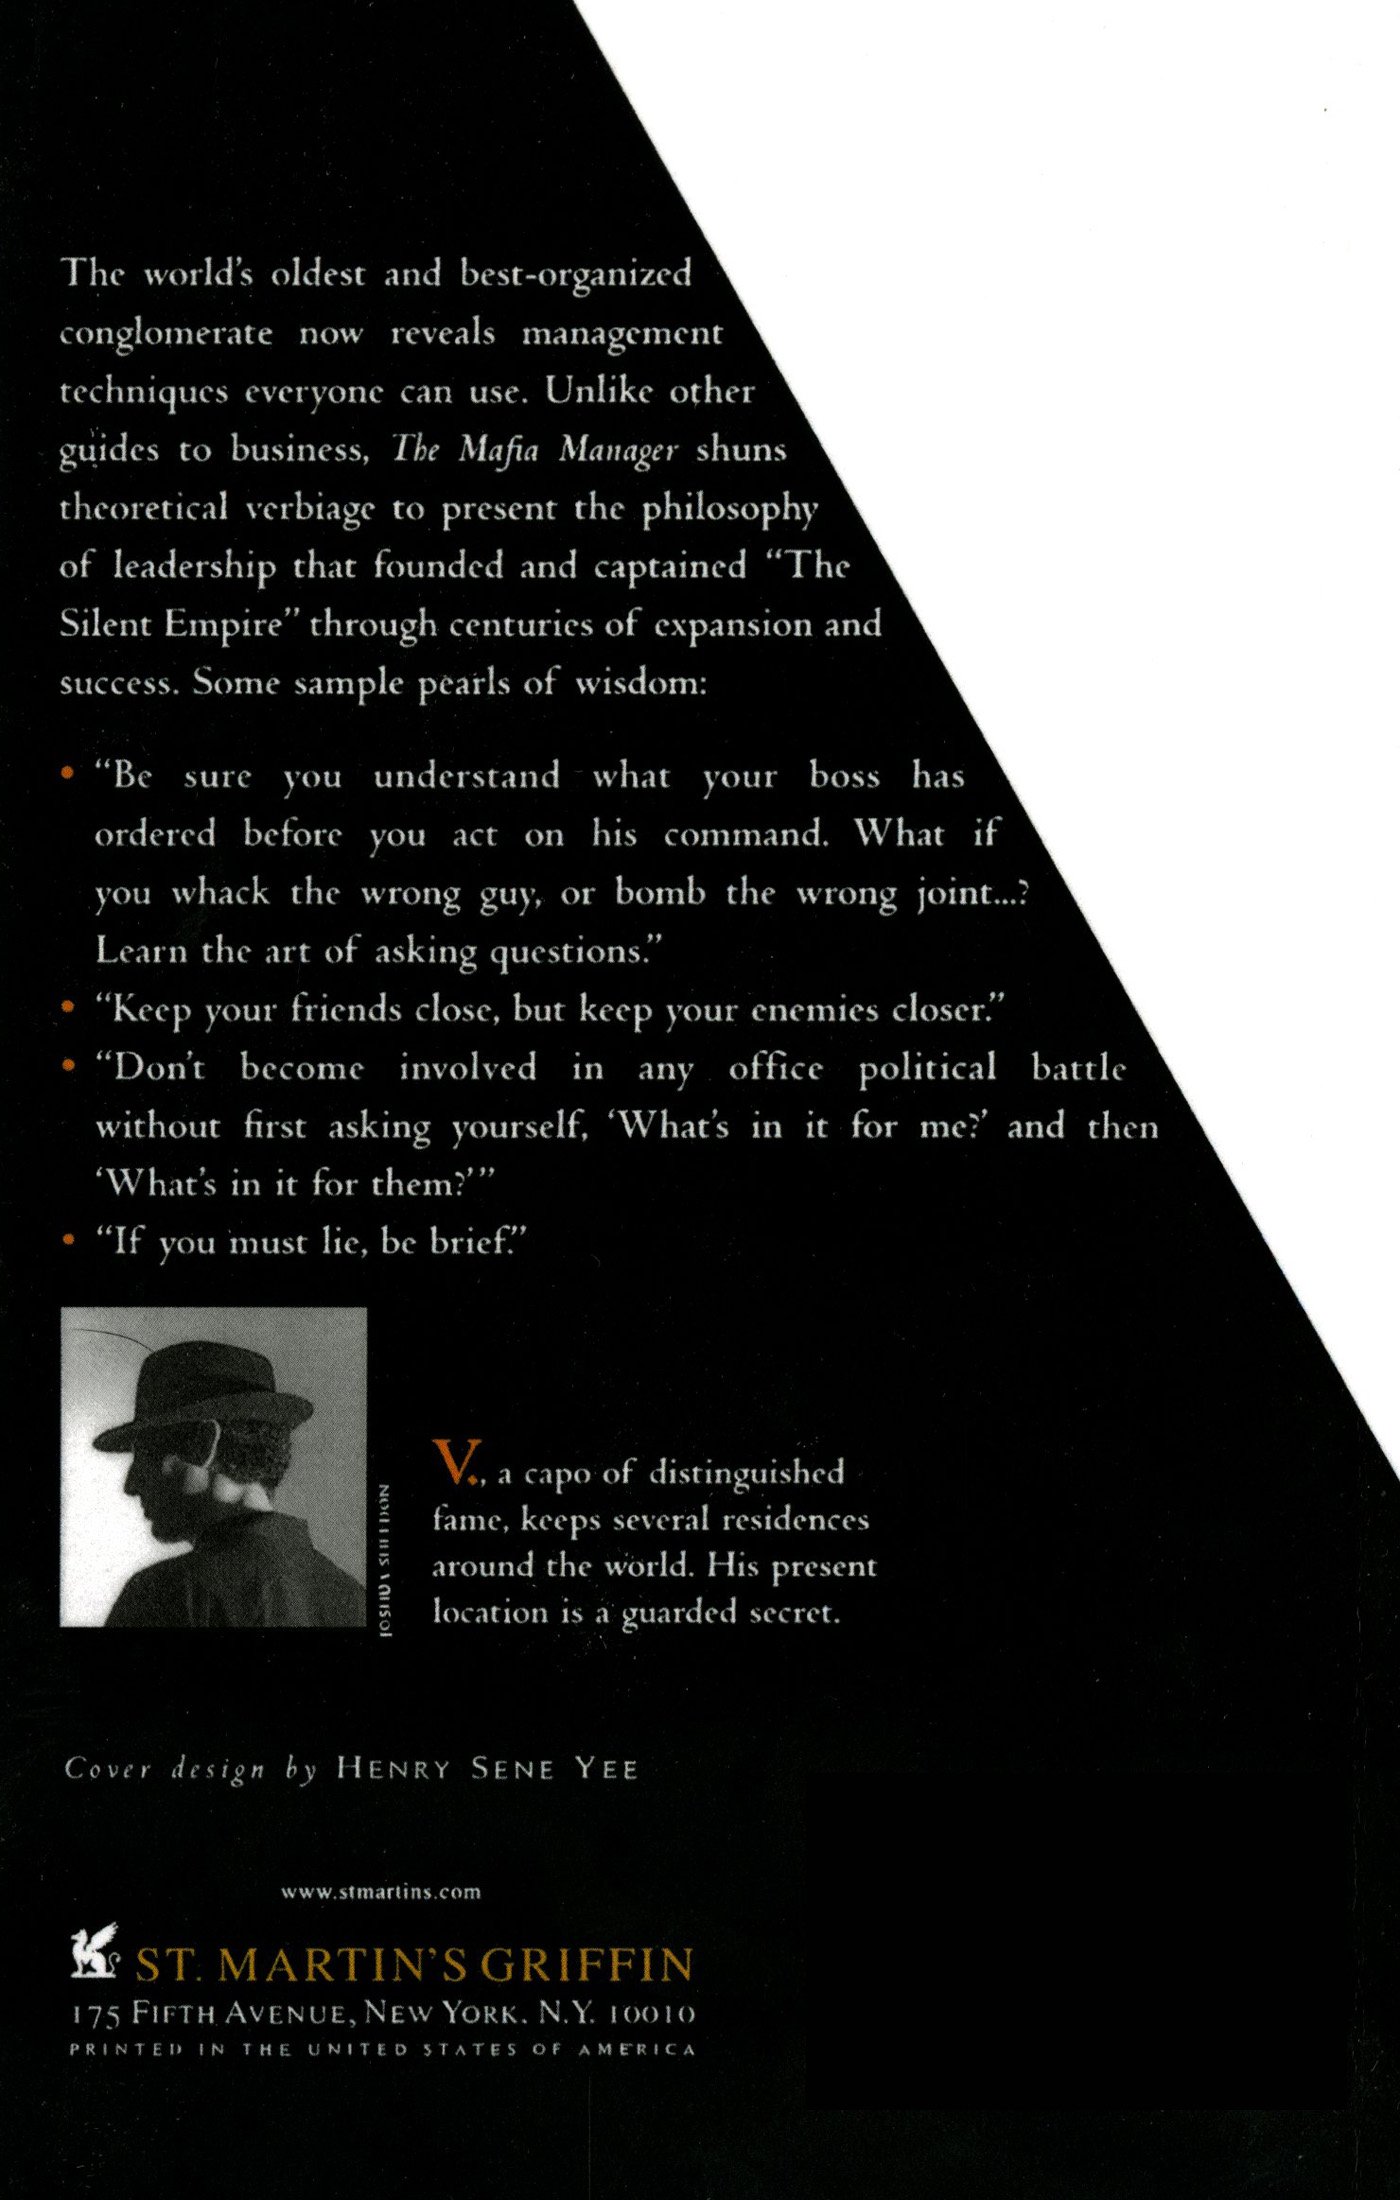 The world's oldest and best-organized
conglomerate now reveals management
techniques everyone can use. Unlike other
guides to business, The Mafia Manager shuns
theoretical verbiage to present the philosophy
of leadership that founded and captained “The
Silent Empire” through centuries of expansion and
success. Some sample pearls of wisdom:
• “Be sure you understand what your boss has
ordered before you act on his command. What if
you whack the wrong guy, or bomb the wrong joint...?
Learn the art of asking questions.”
• “Keep your friends close, but keep your enemies closer.”
• “Don't become involved in any office political battle
without first asking yourself, ‘What's in it for me?’ and then
‘What's in it for them?’”
• “If you must lie, be brief.”
JOSHUA SHELDON
V., a capo of distinguished
fame, keeps several residences
around the world. His present
location is a guarded secret.
Cover design by HENRY SENE YEE
www.stmartins.com
ST. MARTIN'S GRIFFIN
175 FIFTH AVENUE, NEW YORK, N.Y. 10010
PRINTED IN THE UNITED STATES OF AMERICA